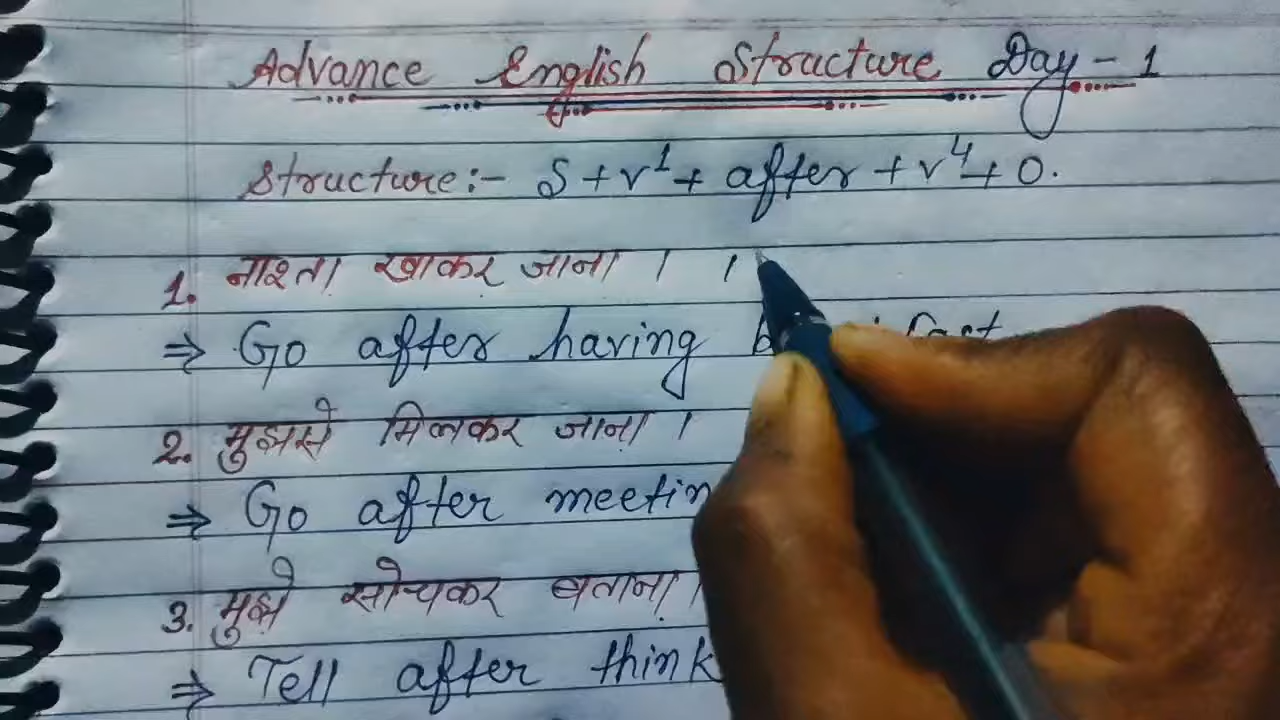 Advance English Structure Day-1
Structure:- S+v¹+ after+v⁴+O.
1. नाश्ता खाकर जाना ।
⇒ Go after having
2. मुझसे मिलकर जाना ।
⇒ Go after
3. मुझे सोचकर बताना ।
⇒ Tell after